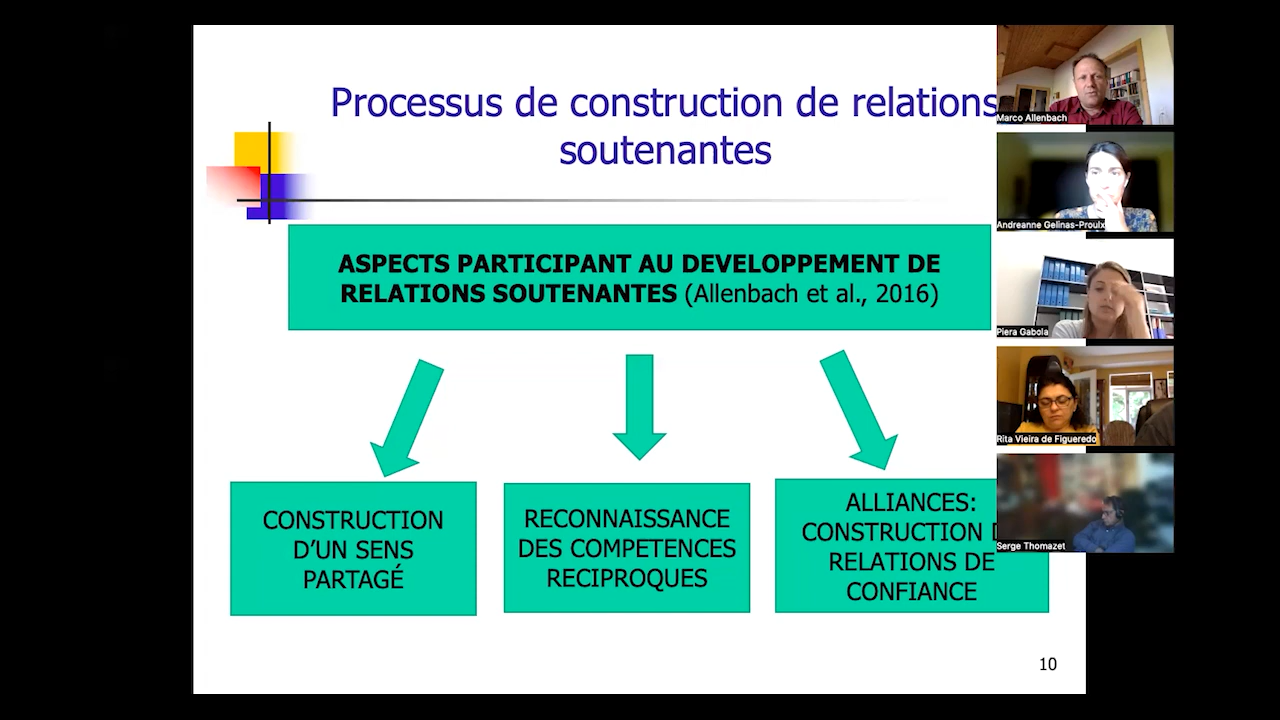 Processus de construction de relations
soutenantes
ASPECTS PARTICIPANT AU DEVELOPPEMENT DE
RELATIONS SOUTENANTES (Allenbach et al., 2016)
CONSTRUCTION
D'UN SENS
PARTAGÉ
RECONNAISSANCE
DES COMPETENCES
RECIPROQUES
ALLIANCES:
CONSTRUCTION
RELATIONS DE
CONFIANCE
10
Marco Allenbach
Andreanne Gelinas-Proulx
Piera Gabola
Rita Vieira de Figueredo
Serge Thomazet